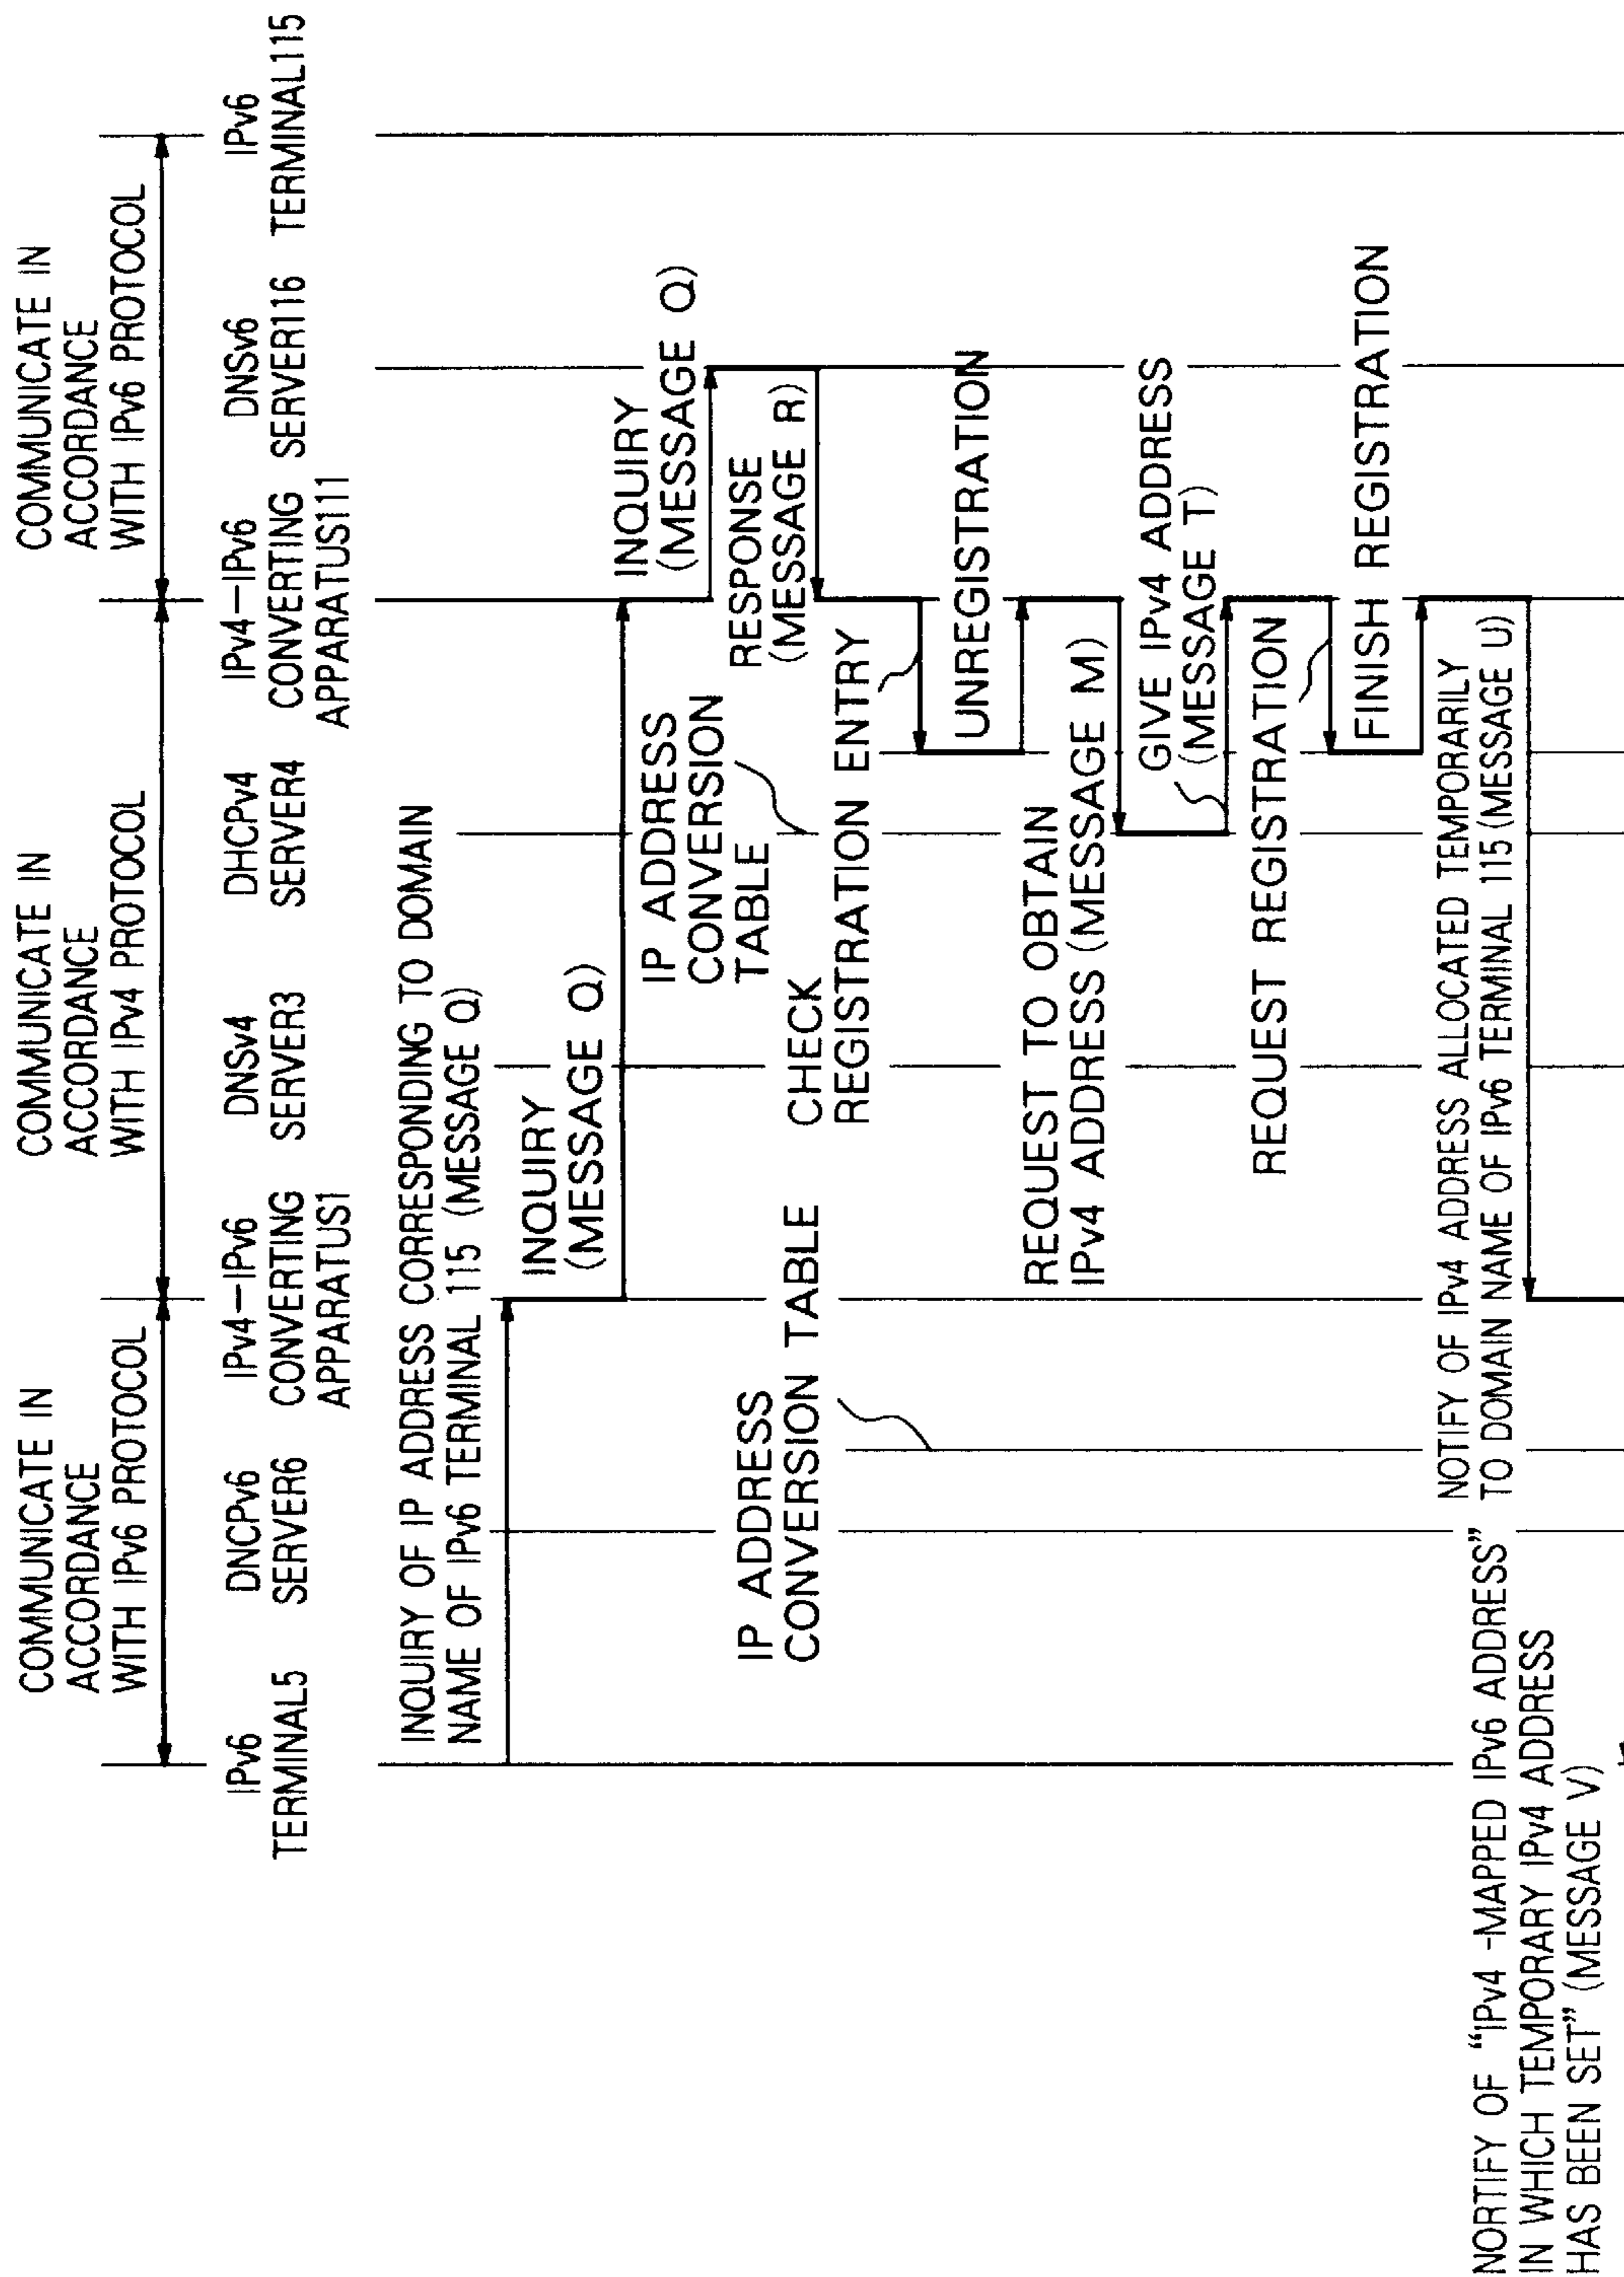 COMMUNICATE IN
ACCORDANCE
WITH IPv6 PROTOCOL
COMMUNICATE IN
ACCORDANCE
WITH IPv4 PROTOCOL
COMMUNICATE IN
ACCORDANCE
WITH IPv6 PROTOCOL
IPv6
TERMINAL5
DNCPv6
SERVER6
IPv4-IPv6
CONVERTING
APPARATUS1
DNSv4
SERVER3
DHCPv4
SERVER4
IPv4-IPv6
CONVERTING
APPARATUS111
DNSv6
SERVER116
IPv6
TERMINAL115
INQUIRY OF IP ADDRESS CORRESPONDING TO DOMAIN
NAME OF IPv6 TERMINAL 115 (MESSAGE Q)
INQUIRY
(MESSAGE Q)
INQUIRY
(MESSAGE Q)
IP ADDRESS
CONVERSION
TABLE
RESPONSE
(MESSAGE R)
IP ADDRESS
CONVERSION TABLE
CHECK
REGISTRATION ENTRY
UNREGISTRATION
REQUEST TO OBTAIN
IPv4 ADDRESS (MESSAGE M)
GIVE IPv4 ADDRESS
(MESSAGE T)
REQUEST REGISTRATION
FINISH REGISTRATION
NOTIFY OF IPv4 ADDRESS ALLOCATED TEMPORARILY
TO DOMAIN NAME OF IPv6 TERMINAL 115 (MESSAGE U)
NORTIFY OF “IPv4 -MAPPED IPv6 ADDRESS”
IN WHICH TEMPORARY IPv4 ADDRESS
HAS BEEN SET” (MESSAGE V)